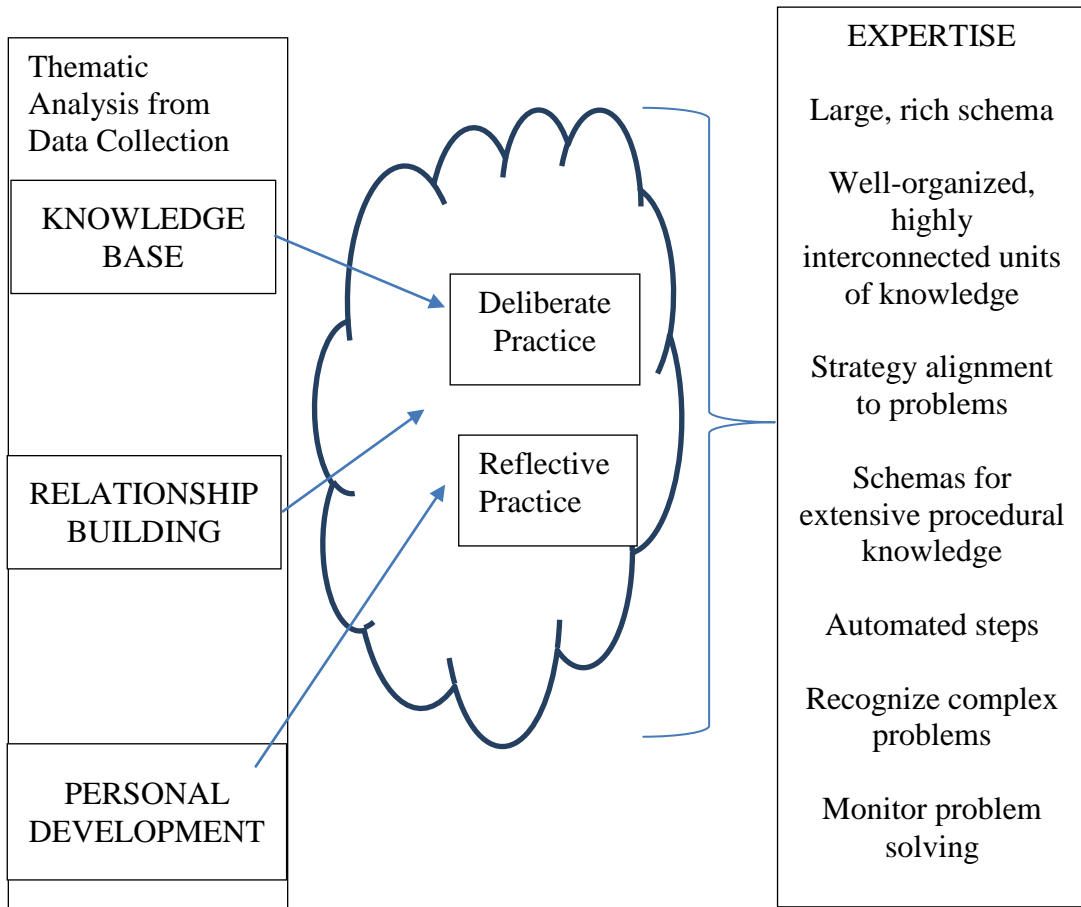 Thematic
Analysis from
Data Collection
KNOWLEDGE
BASE
RELATIONSHIP
BUILDING
PERSONAL
DEVELOPMENT
Deliberate
Practice
Reflective
Practice
EXPERTISE
Large, rich schema
Well-organized,
highly
interconnected units
of knowledge
Strategy alignment
to problems
Schemas for
extensive procedural
knowledge
Automated steps
Recognize complex
problems
Monitor problem
solving